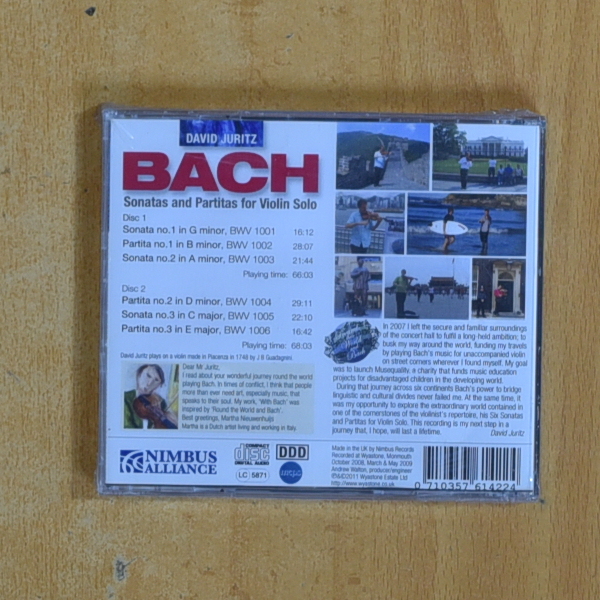 DAVID JURITZ
BACH
Sonatas and Partitas for Violin Solo
Disc 1
Sonata no.1 in G minor, BWV 1001 16:12
Partita no.1 in B minor, BWV 1002 28:07
Sonata no.2 in A minor, BWV 1003 21:44
Playing time: 66:03
Disc 2
Partita no.2 in D minor, BWV 1004 29:11
Sonata no.3 in C major, BWV 1005 22:10
Partita no.3 in E major, BWV 1006 16:42
Playing time: 68:03
David Juritz plays on a violin made in Piacenza in 1748 by J B Guadagnini
Dear Mr Juritz,
I read about your wonderful journey round the world
playing Bach. In times of conflict, I think that people
more than ever need art, especially music, that
speaks to their soul. My work, "With Bach" was
inspired by "Round the World and Bach".
Best greetings, Martha Nieuwenhuijs
Martha is a Dutch artist living and working in Italy
In 2007 I left the secure and familiar surroundings
of the concert hall to fulfil a long-held ambition; to
busk my way around the world, funding my travels
by playing Bach's music for unaccompanied violin
on street corners wherever I found myself. My goal
was to launch Musequality, a charity that funds music education
projects for disadvantaged children in the developing world.
During that journey across six continents Bach's power to bridge
linguistic and cultural divides never failed me. At the same time, it
was my opportunity to explore the extraordinary world contained in
one of the cornerstones of the violinist's repertoire, his Six Sonatas
and Partitas for Violin Solo. This recording is my next step in a
journey that, I hope, will last a lifetime.
David Juritz
NIMBUS
ALLIANCE
COMPACT
disc
DIGITAL AUDIO
DDD
LC 5871
mcps
Made in the UK by Nimbus Records
Recorded at Wyastone, Monmouth
October 2008, March & May 2009
Andrew Walton, producer/engineer
©2011 Wyastone Estate Ltd
http://www.wyastone.co.uk
0 710357 614224